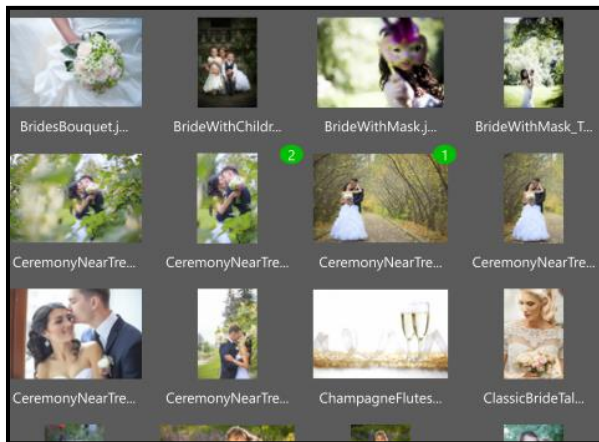 BridesBouquet.j...
BrideWithChildr...
BrideWithMask.j...
BrideWithMask_T...
2
1
CeremonyNearTre...
CeremonyNearTre...
CeremonyNearTre...
CeremonyNearTre...
CeremonyNearTre...
CeremonyNearTre...
ChampagneFlutes...
ClassicBrideTal...